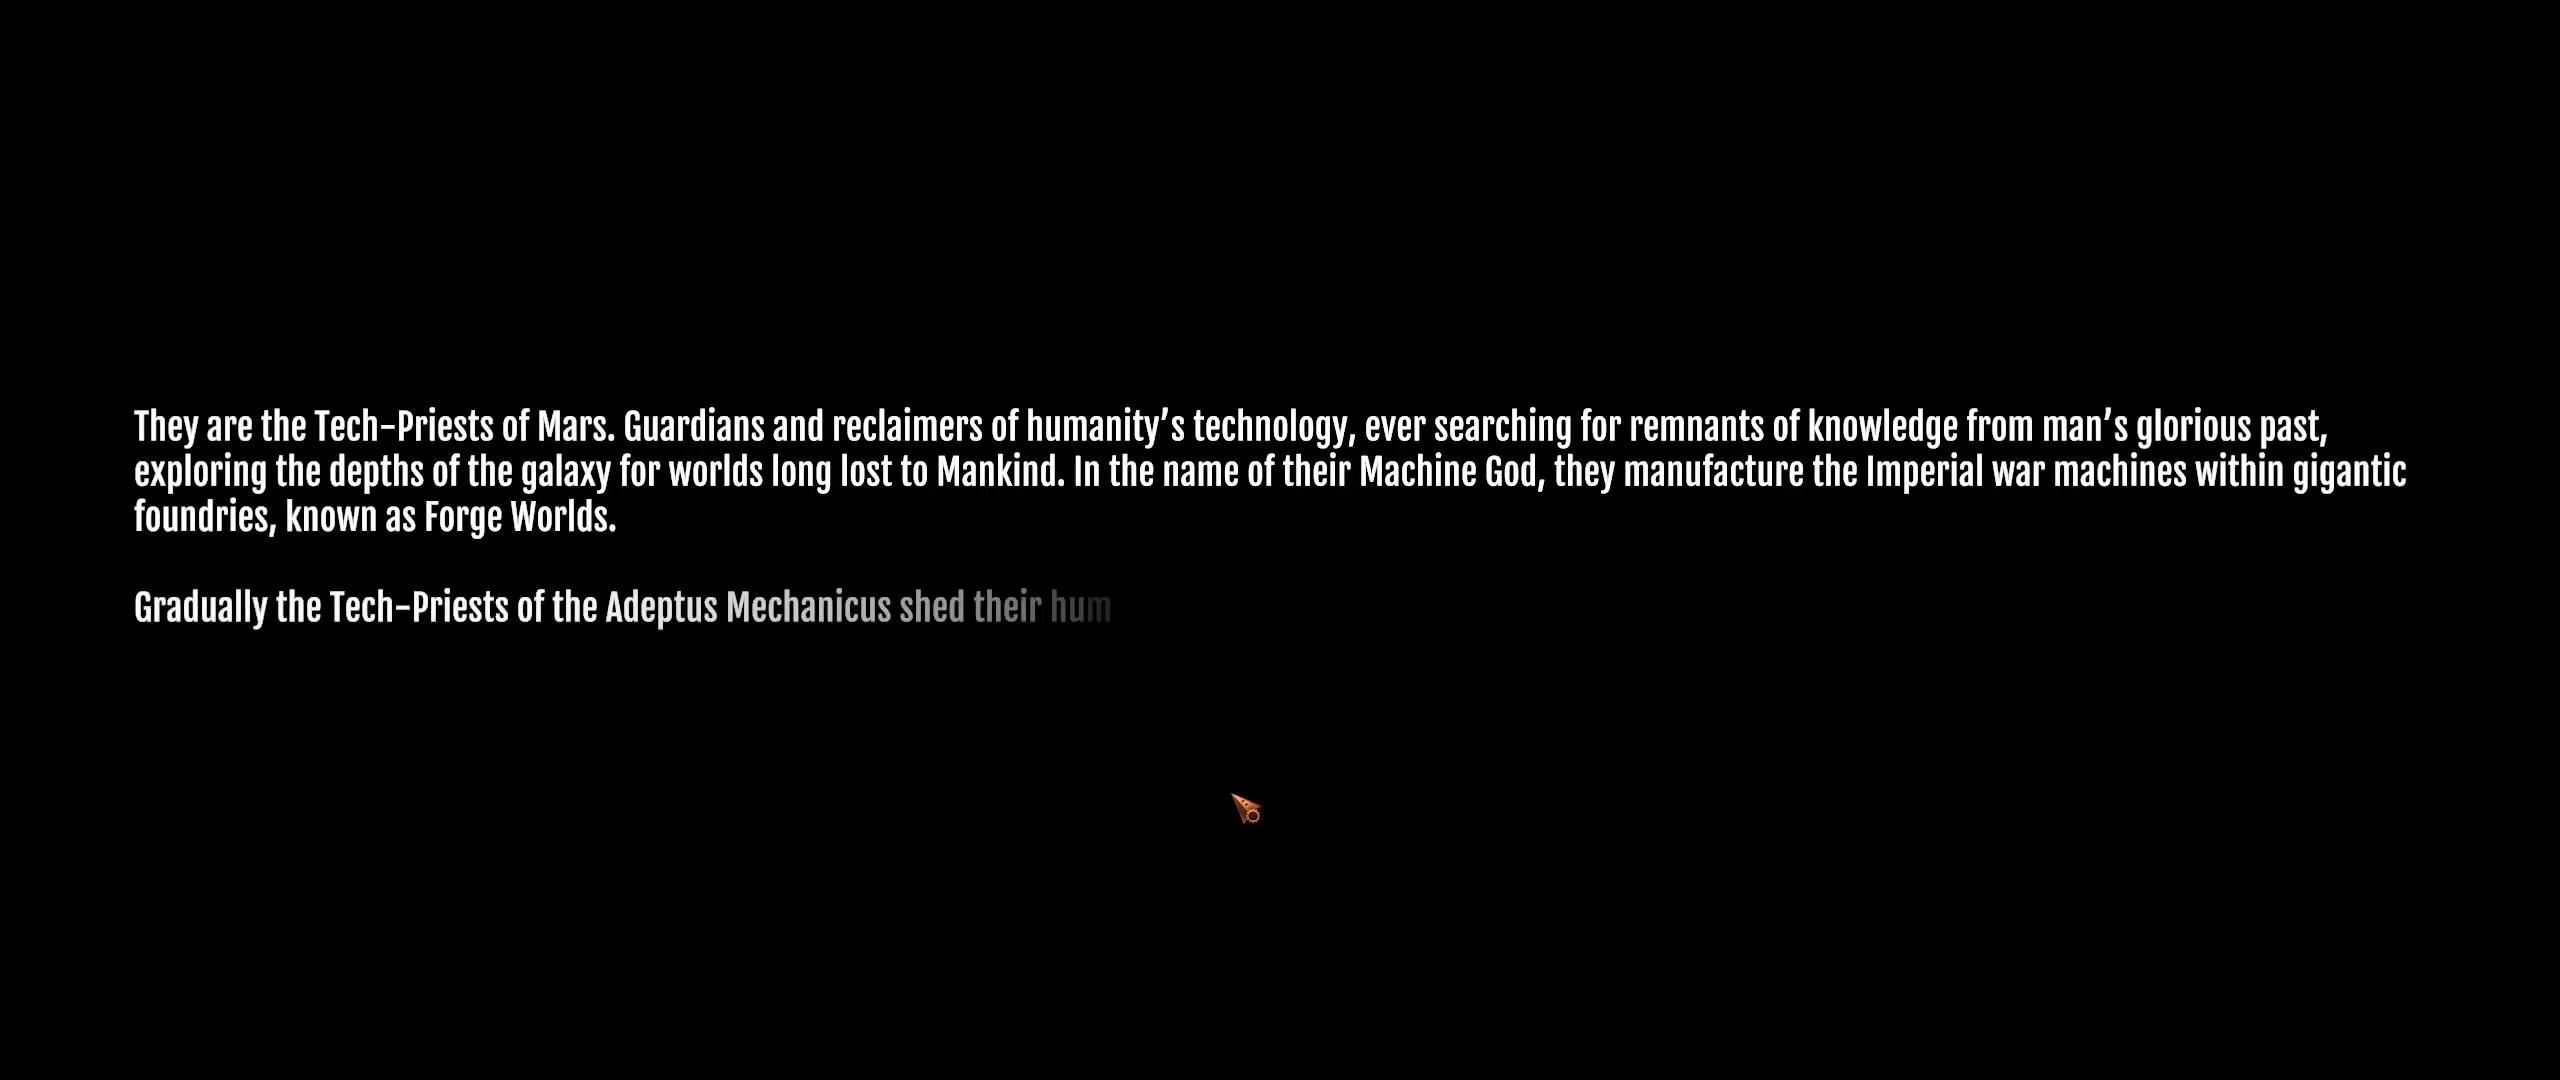 They are the Tech-Priests of Mars. Guardians and reclaimers of humanity’s technology, ever searching for remnants of knowledge from man’s glorious past,
exploring the depths of the galaxy for worlds long lost to Mankind. In the name of their Machine God, they manufacture the Imperial war machines within gigantic
foundries, known as Forge Worlds.
Gradually the Tech-Priests of the Adeptus Mechanicus shed their hum